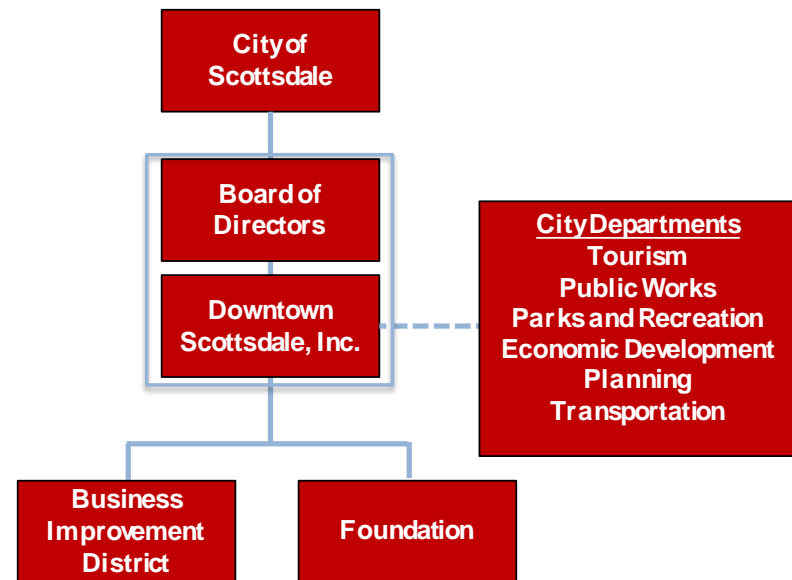 City of
Scottsdale
Board of
Directors
Downtown
Scottsdale, Inc.
City Departments
Tourism
Public Works
Parks and Recreation
Economic Development
Planning
Transportation
Business
Improvement
District
Foundation